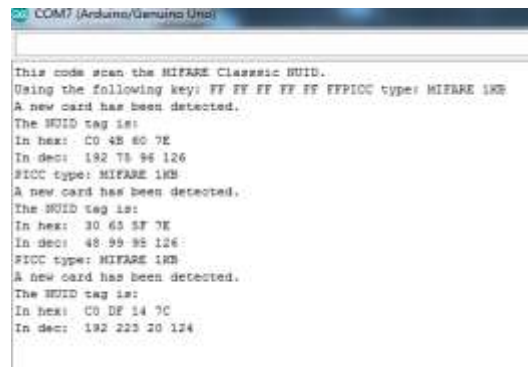 COM7 (Arduino/Genuino Uno)
This code scan the MIFARE Classsic NUID.
Using the following key: FF FF FF FF FF FFPICC type: MIFARE 1KB
A new card has been detected.
The NUID tag is:
In hex: C0 4B 60 7E
In dec: 192 75 96 126
PICC type: MIFARE 1KB
A new card has been detected.
The NUID tag is:
In hex: 30 63 5F 7E
In dec: 48 99 95 126
PICC type: MIFARE 1KB
A new card has been detected.
The NUID tag is:
In hex: C0 DF 14 7C
In dec: 192 223 20 124